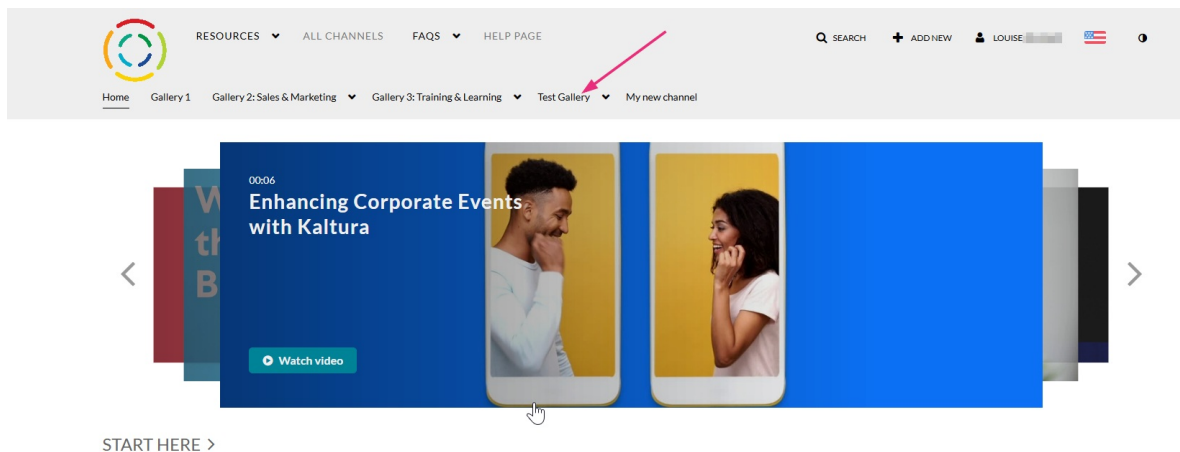 RESOURCES ALL CHANNELS FAQS HELP PAGE SEARCH ADD NEW LOUISE
Home Gallery 1 Gallery 2: Sales & Marketing Gallery 3: Training & Learning Test Gallery My new channel
00:06
Enhancing Corporate Events
with Kaltura
Watch video
START HERE >